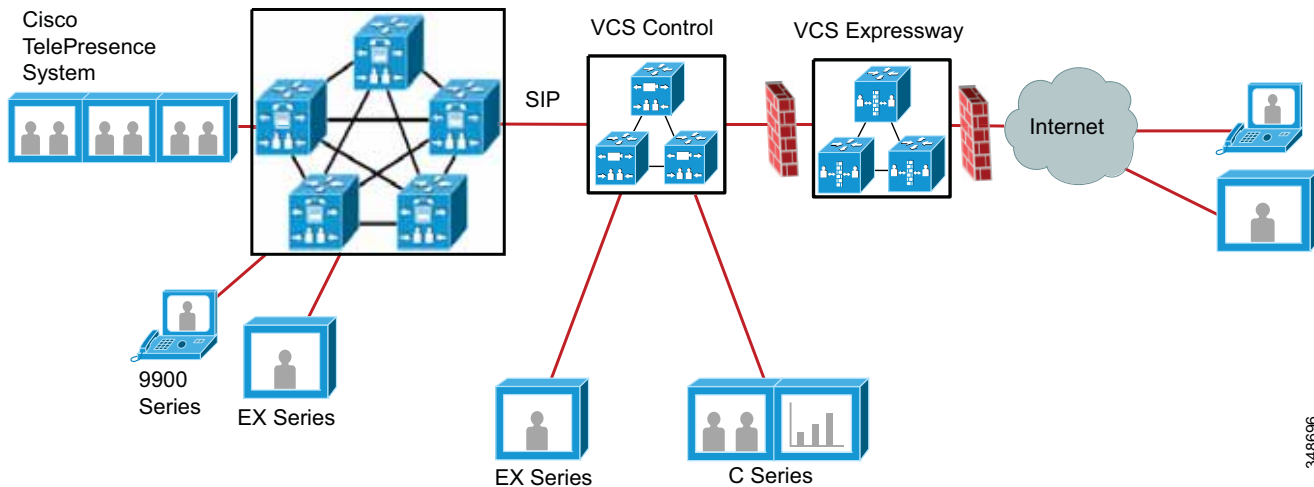 Cisco
TelePresence
System
SIP
VCS Control
VCS Expressway
Internet
9900
Series
EX Series
EX Series
C Series
348696